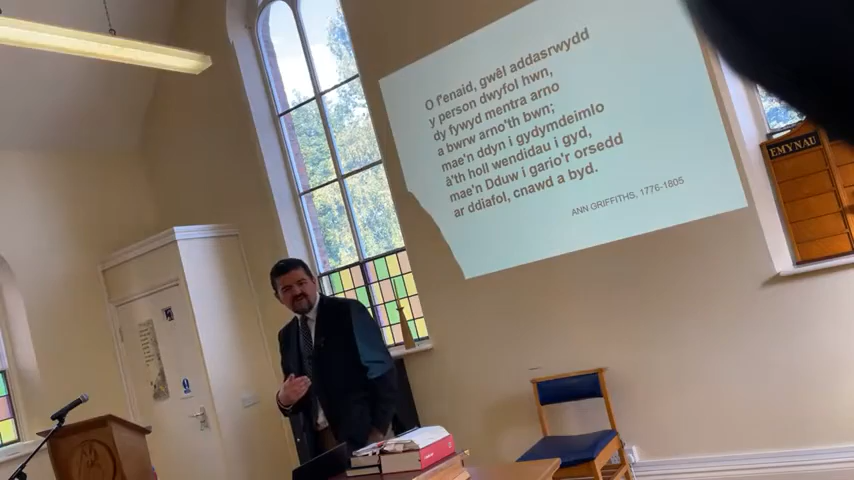 O f'enaid, gwêl addasrwydd
y person dwyfol hwn,
dy fywyd mentra arno
a bwrw arno'th bwn;
mae'n ddyn i gydymdeimlo
â'th holl wendidau i gyd,
mae'n Dduw i gario'r orsedd
ar ddiafol, cnawd a byd.
ANN GRIFFITHS, 1776-1805
EMYNAU